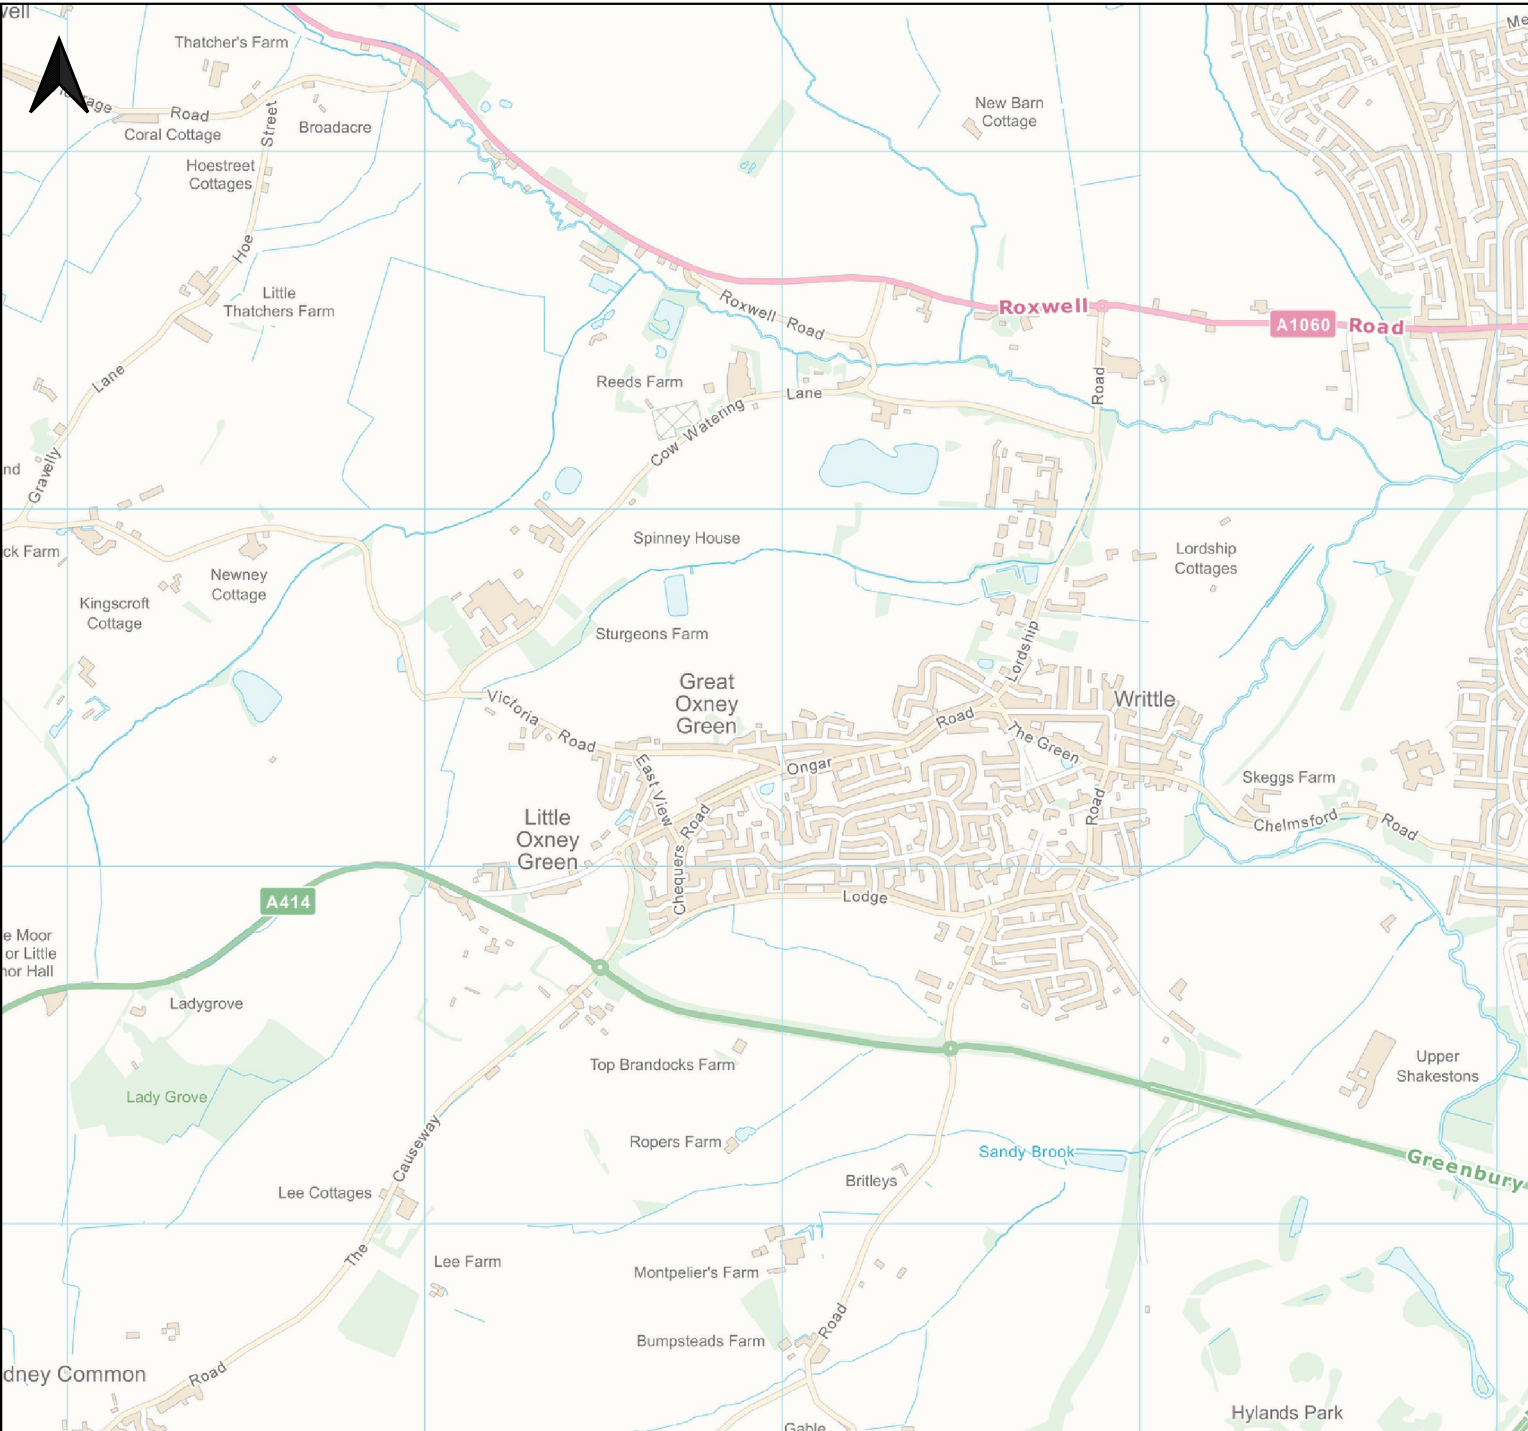 Thatcher's Farm
Road
Coral Cottage
Street
Broadacre
New Barn
Cottage
Hoestreet
Cottages
Hoe
Little
Thatchers Farm
Roxwell Road
Roxwell
A1060
Road
Lane
Reeds Farm
Cow Watering
Lane
Road
Gravelly
Spinney House
Lordship
Cottages
ck Farm
Newney
Cottage
Kingscroft
Cottage
Sturgeons Farm
Lordship
Great
Oxney
Green
Victoria
Road
Writtle
Road
The Green
Ongar
East View
Skeggs Farm
Road
Chelmsford
Road
Little
Oxney
Green
Road
Chequers
Lodge
A414
e Moor
or Little
nor Hall
Ladygrove
Top Brandocks Farm
Upper
Shakestons
Lady Grove
Ropers Farm
Sandy Brook
Greenbury
Causeway
Lee Cottages
Britleys
The
Lee Farm
Montpelier's Farm
Bumpsteads Farm
Road
dney Common
Road
Hylands Park
Gable